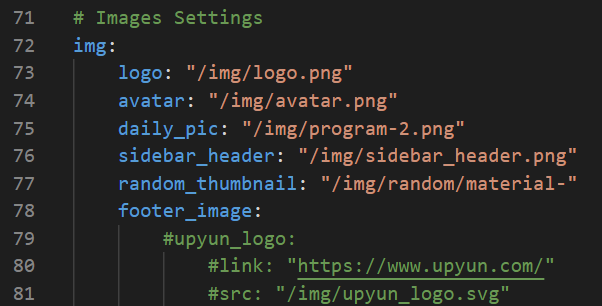 71 # Images Settings
72 img:
73 logo: "/img/logo.png"
74 avatar: "/img/avatar.png"
75 daily_pic: "/img/program-2.png"
76 sidebar_header: "/img/sidebar_header.png"
77 random_thumbnail: "/img/random/material-"
78 footer_image:
79 #upyun_logo:
80 #link: "https://www.upyun.com/"
81 #src: "/img/upyun_logo.svg"